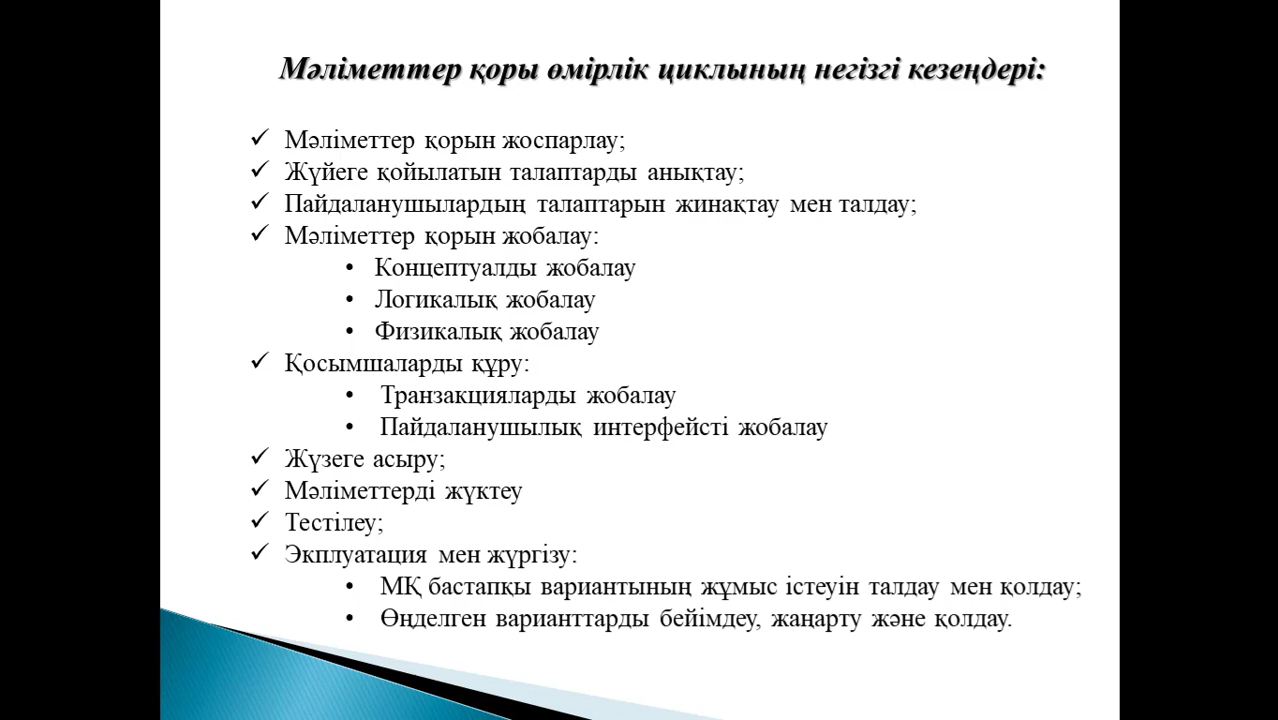 Мәліметтер қоры өмірлік циклының негізгі кезеңдері:
✓ Мәліметтер қорын жоспарлау;
✓ Жүйеге қойылатын талаптарды анықтау;
✓ Пайдаланушылардың талаптарын жинақтау мен талдау;
✓ Мәліметтер қорын жобалау:
• Концептуалды жобалау
• Логикалық жобалау
• Физикалық жобалау
✓ Қосымшаларды құру:
• Транзакцияларды жобалау
• Пайдаланушылық интерфейсті жобалау
✓ Жүзеге асыру;
✓ Мәліметтерді жүктеу
✓ Тестілеу;
✓ Экплуатация мен жүргізу:
• МҚ бастапқы вариантының жұмыс істеуін талдау мен қолдау;
• Өңделген варианттарды бейімдеу, жаңарту және қолдау.